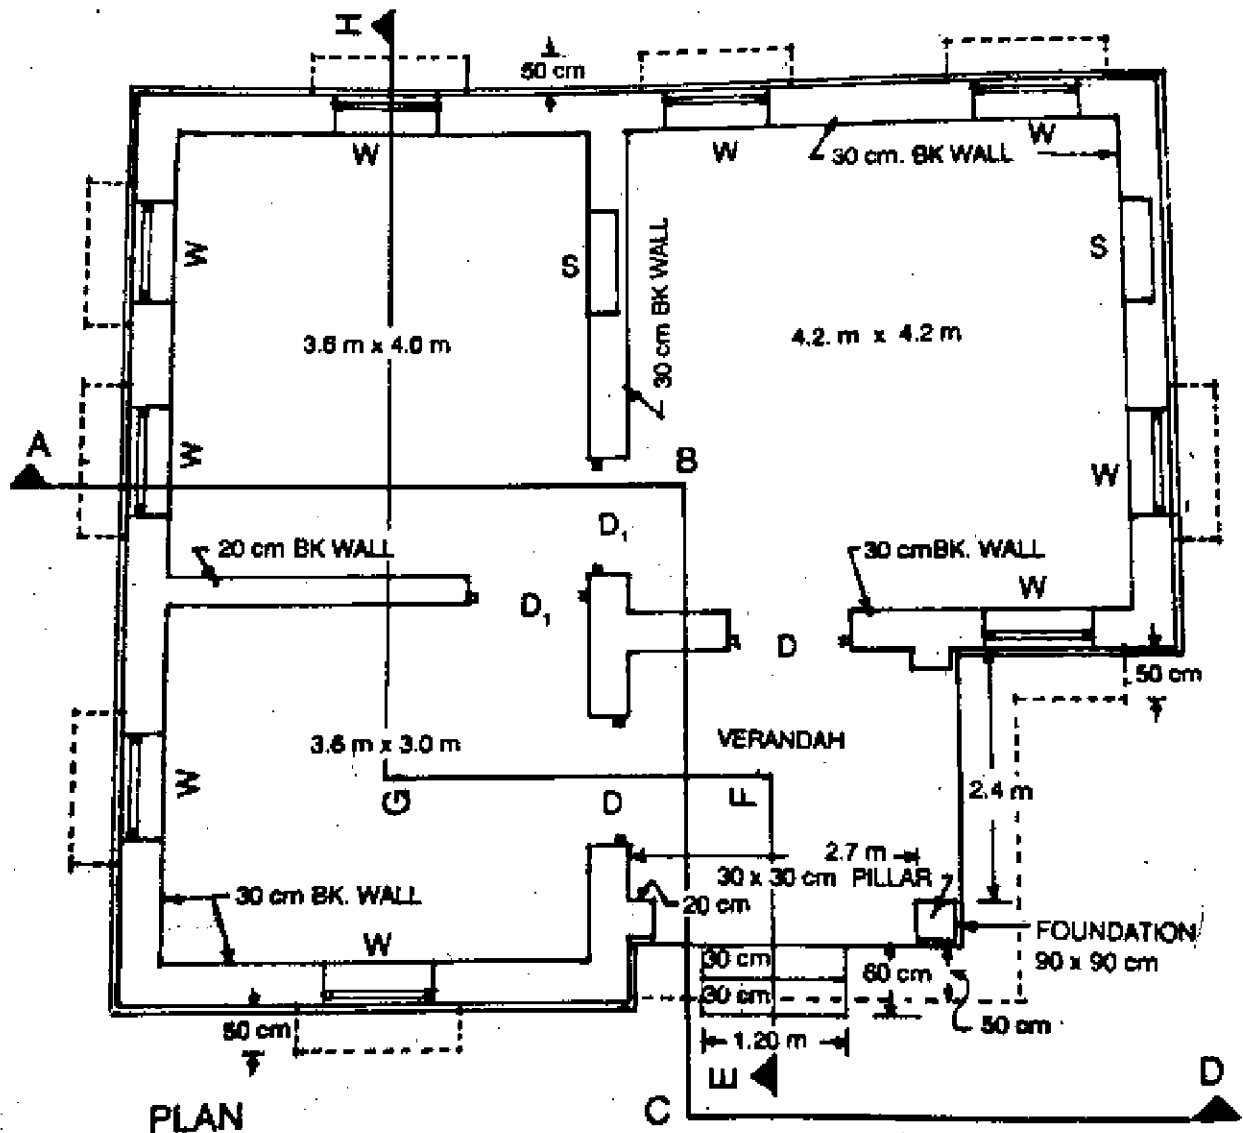 H
50 cm
W
W
W
30 cm. BK WALL
W
S
30 cm BK WALL
S
3.6 m x 4.0 m
4.2. m x 4.2 m
A
W
B
W
D1
20 cm BK WALL
30 cmBK. WALL
D1
W
D
50 cm
3.6 m x 3.0 m
VERANDAH
W
G
D
F
2.4 m
2.7 m
30 x 30 cm PILLAR
30 cm BK. WALL
20 cm
W
FOUNDATION
90 x 90 cm
30 cm
60 cm
30 cm
50 cm
50 cm
1.20 m
E
D
PLAN
C